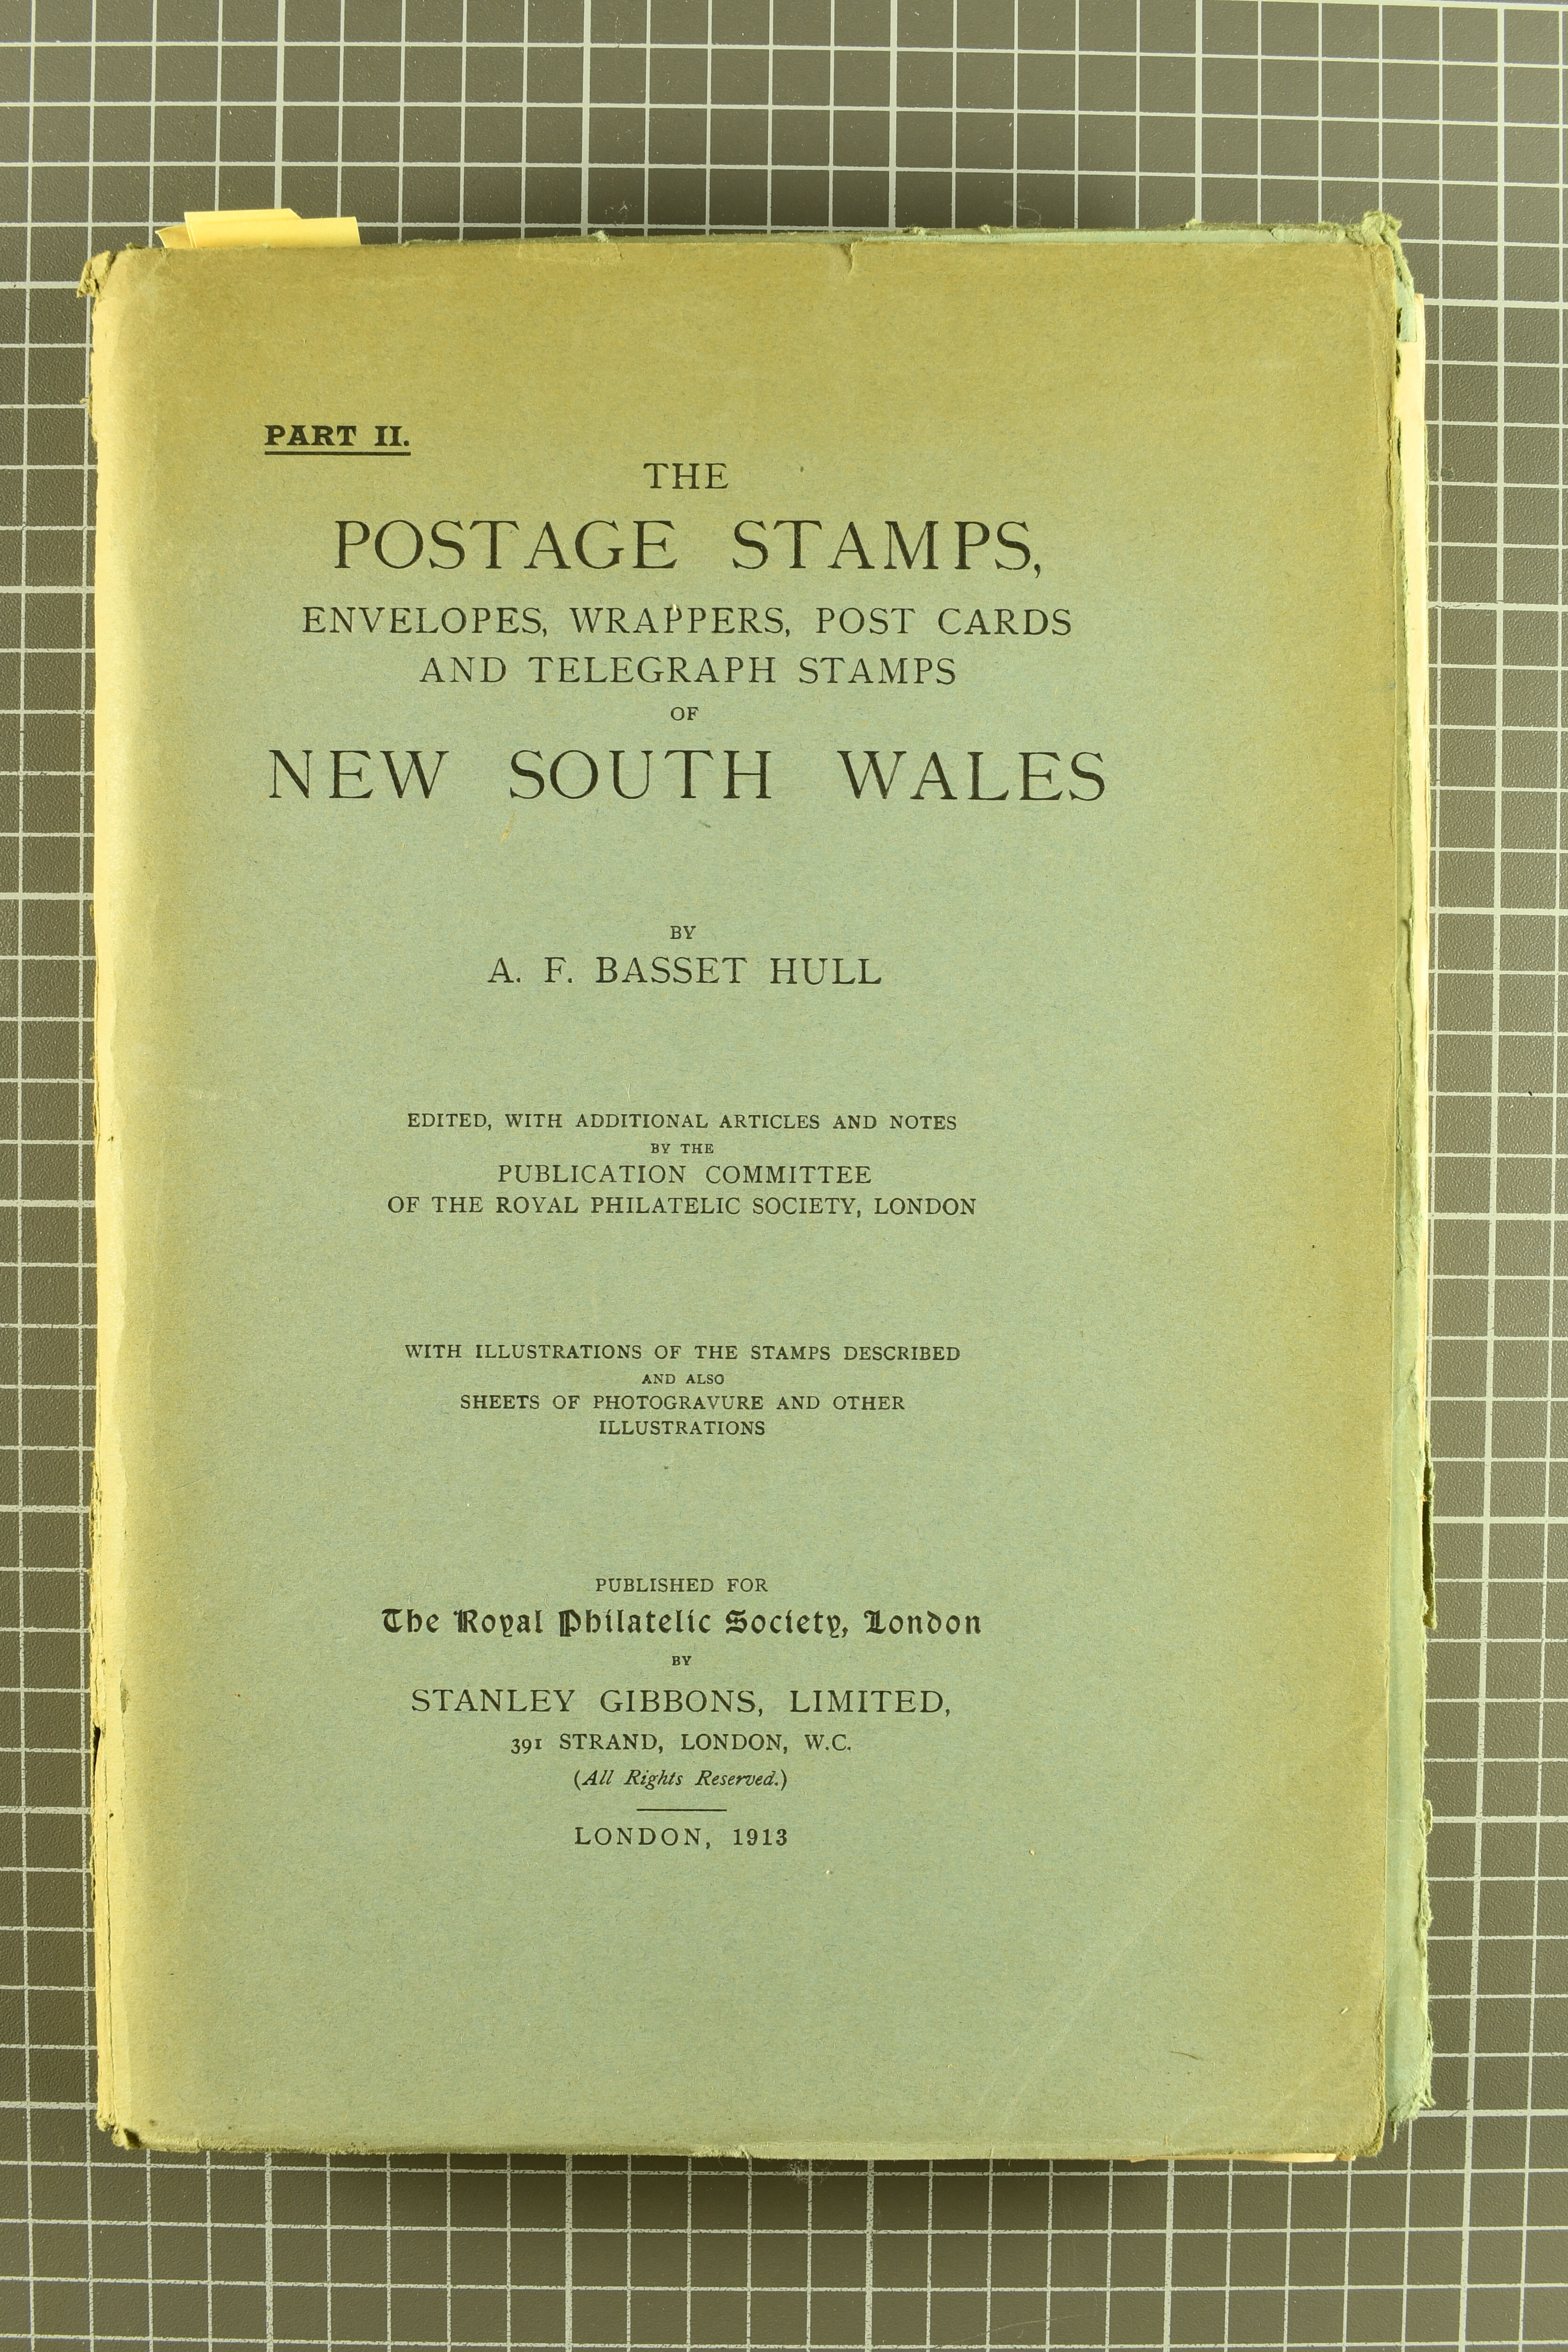 PART II.
THE
POSTAGE STAMPS,
ENVELOPES, WRAPPERS, POST CARDS
AND TELEGRAPH STAMPS
OF
NEW SOUTH WALES
BY
A. F. BASSET HULL
EDITED, WITH ADDITIONAL ARTICLES AND NOTES
BY THE
PUBLICATION COMMITTEE
OF THE ROYAL PHILATELIC SOCIETY, LONDON
WITH ILLUSTRATIONS OF THE STAMPS DESCRIBED
AND ALSO
SHEETS OF PHOTOGRAVURE AND OTHER
ILLUSTRATIONS
PUBLISHED FOR
The Royal Philatelic Society, London
BY
STANLEY GIBBONS, LIMITED,
391 STRAND, LONDON, W.C.
(All Rights Reserved.)
LONDON, 1913